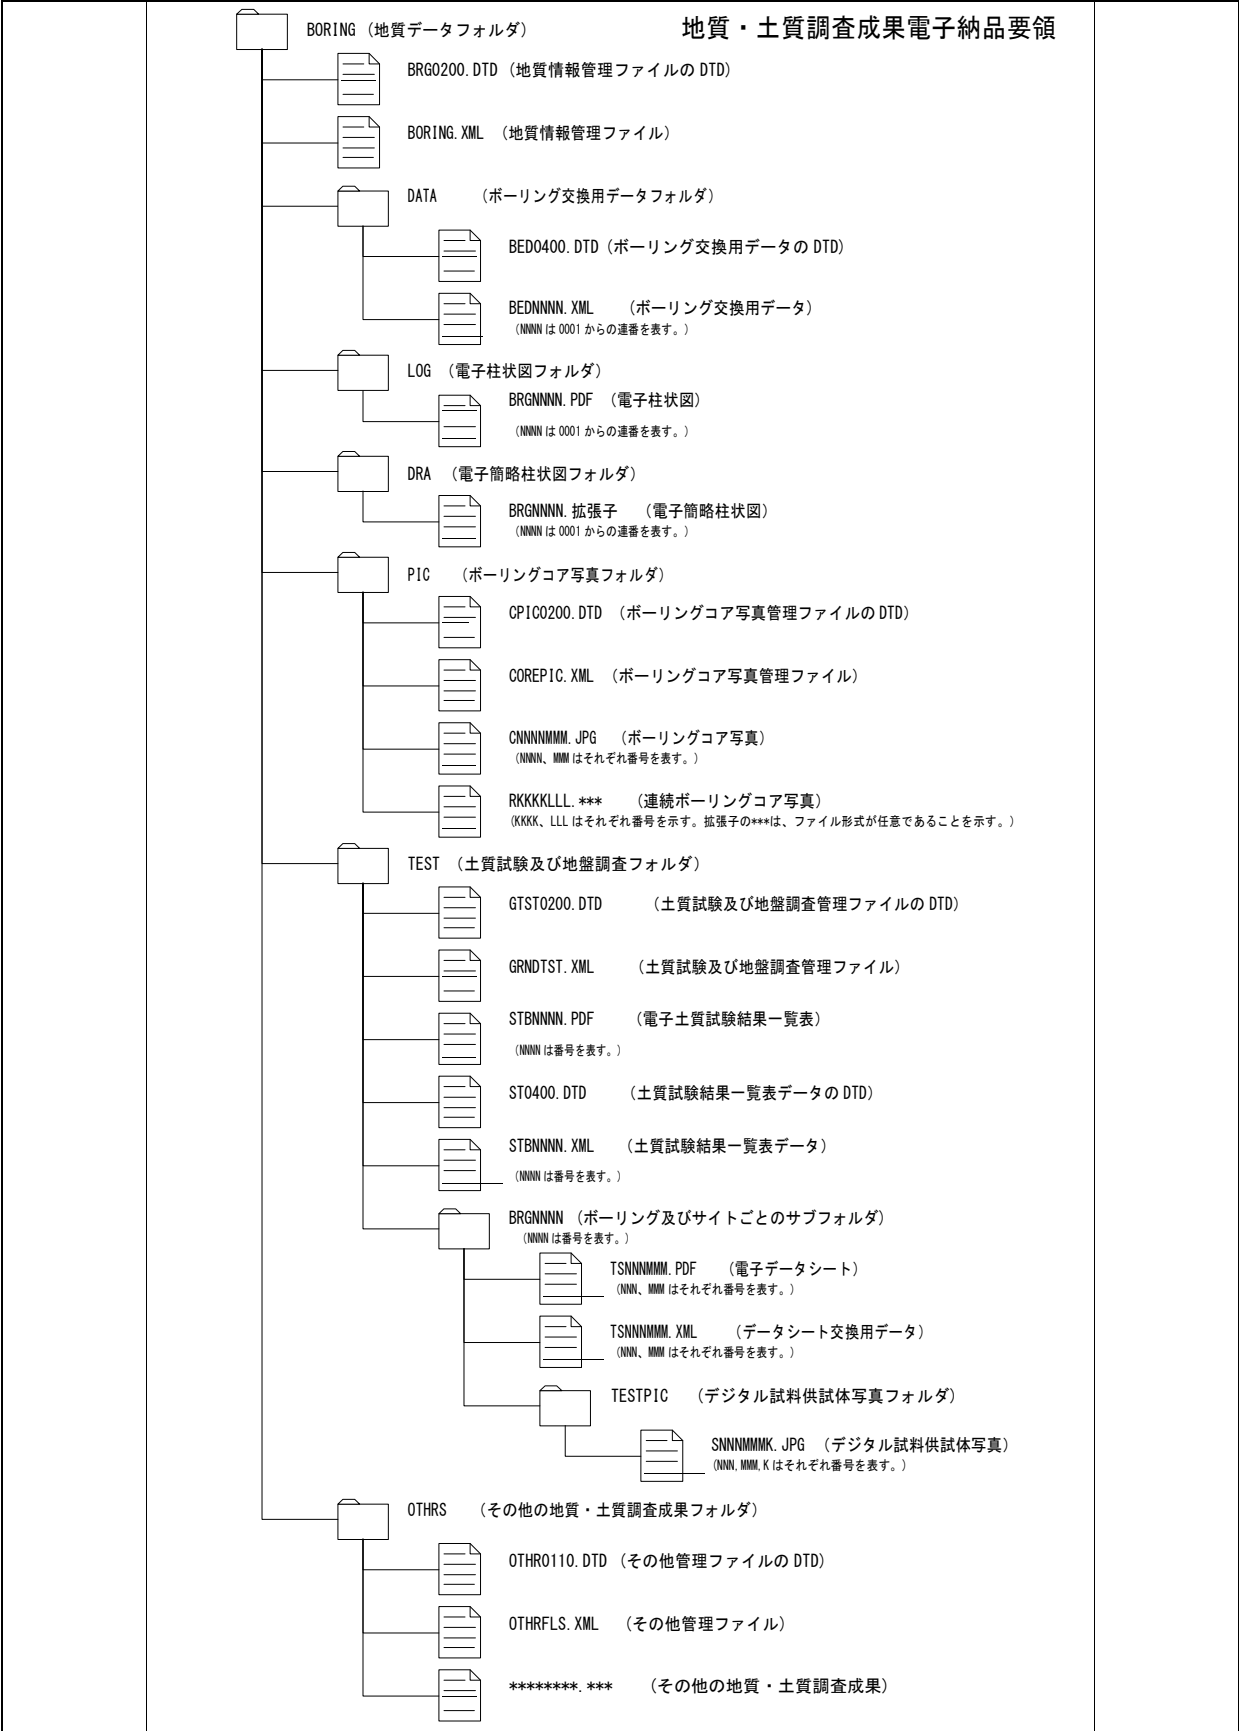 BORING (地質データフォルダ) 地質・土質調査成果電子納品要領
BRG0200.DTD (地質情報管理ファイルの DTD)
BORING.XML (地質情報管理ファイル)
DATA (ボーリング交換用データフォルダ)
BED0400.DTD (ボーリング交換用データの DTD)
BEDNNNN.XML (ボーリング交換用データ)
(NNNN は 0001 からの連番を表す。)
LOG (電子柱状図フォルダ)
BRGNNNN.PDF (電子柱状図)
(NNNN は 0001 からの連番を表す。)
DRA (電子簡略柱状図フォルダ)
BRGNNNN.拡張子 (電子簡略柱状図)
(NNNN は 0001 からの連番を表す。)
PIC (ボーリングコア写真フォルダ)
CPIC0200.DTD (ボーリングコア写真管理ファイルの DTD)
COREPIC.XML (ボーリングコア写真管理ファイル)
CNNNNMMM.JPG (ボーリングコア写真)
(NNNN、MMM はそれぞれ番号を表す。)
RKKKKLLL.*** (連続ボーリングコア写真)
(KKKK、LLL はそれぞれ番号を示す。拡張子の***は、ファイル形式が任意であることを示す。)
TEST (土質試験及び地盤調査フォルダ)
GTST0200.DTD (土質試験及び地盤調査管理ファイルの DTD)
GRNDTST.XML (土質試験及び地盤調査管理ファイル)
STBNNNN.PDF (電子土質試験結果一覧表)
(NNNN は番号を表す。)
ST0400.DTD (土質試験結果一覧表データの DTD)
STBNNNN.XML (土質試験結果一覧表データ)
(NNNN は番号を表す。)
BRGNNNN (ボーリング及びサイトごとのサブフォルダ)
(NNNN は番号を表す。)
TSNNNMMM.PDF (電子データシート)
(NNN、MMM はそれぞれ番号を表す。)
TSNNNMMM.XML (データシート交換用データ)
(NNN、MMM はそれぞれ番号を表す。)
TESTPIC (デジタル試料供試体写真フォルダ)
SNNNMMMK.JPG (デジタル試料供試体写真)
(NNN,MMM,K はそれぞれ番号を表す。)
OTHRS (その他の地質・土質調査成果フォルダ)
OTHR0110.DTD (その他管理ファイルの DTD)
OTHRFLS.XML (その他管理ファイル)
********.*** (その他の地質・土質調査成果)